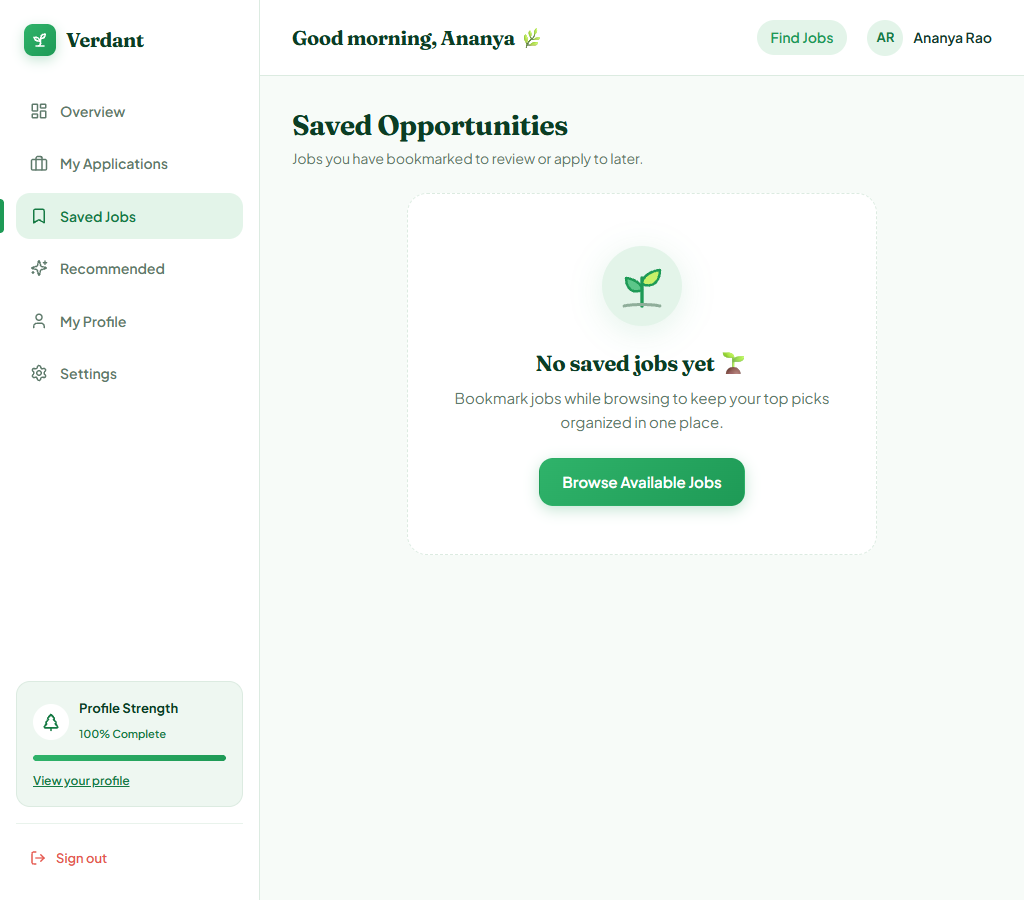 Verdant
Overview
My Applications
Saved Jobs
Recommended
My Profile
Settings
Profile Strength
100% Complete
View your profile
Sign out
Good morning, Ananya 🌿
Find Jobs
AR
Ananya Rao
Saved Opportunities
Jobs you have bookmarked to review or apply to later.
No saved jobs yet 🌱
Bookmark jobs while browsing to keep your top picks
organized in one place.
Browse Available Jobs